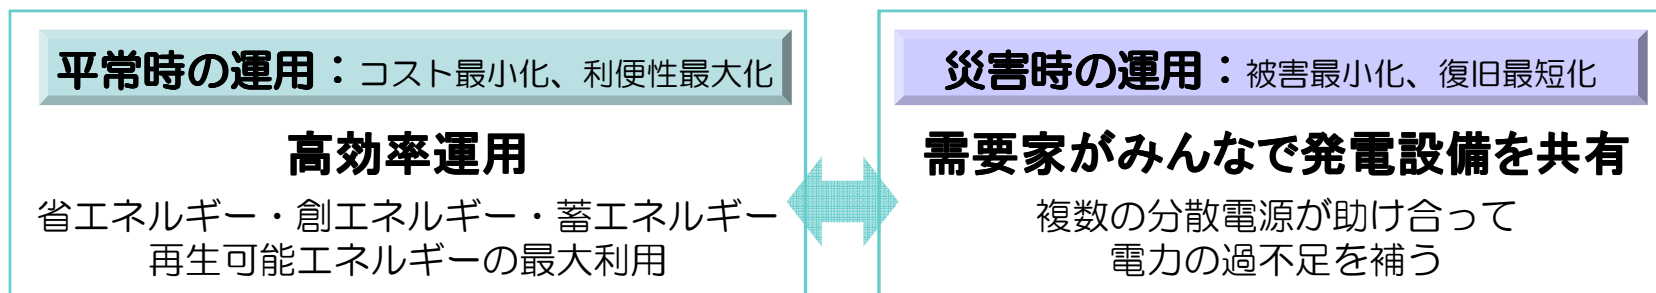 平常時の運用：コスト最小化、利便性最大化
高効率運用
省エネルギー・創エネルギー・蓄エネルギー
再生可能エネルギーの最大利用
災害時の運用：被害最小化、復旧最短化
需要家がみんなで発電設備を共有
複数の分散電源が助け合って
電力の過不足を補う